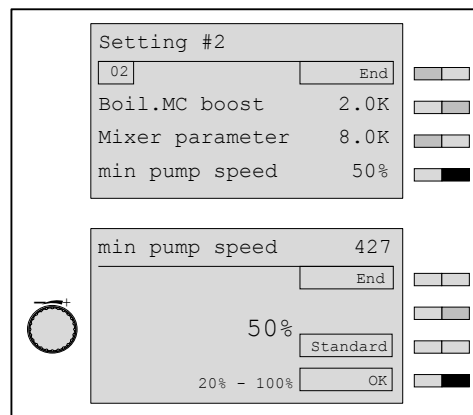 Setting #2
02 End
Boil.MC boost 2.0K
Mixer parameter 8.0K
min pump speed 50%
min pump speed 427
End
50%
Standard
20% - 100% OK
+